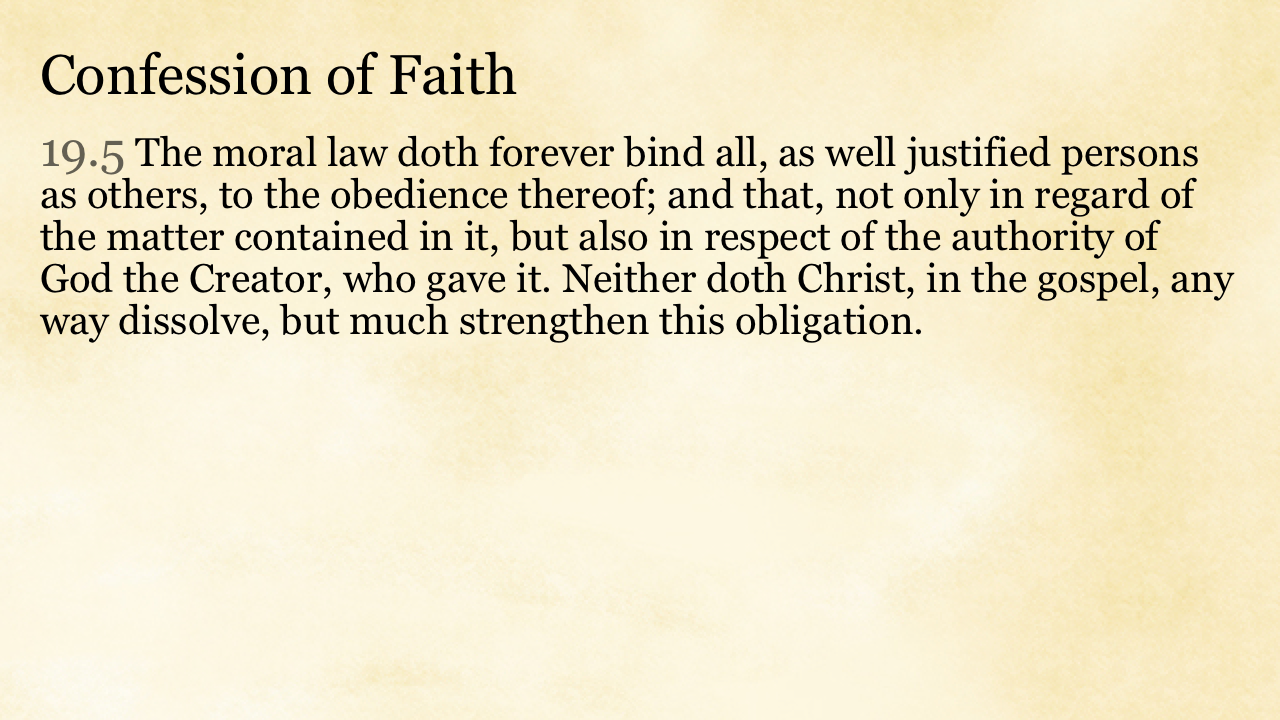 Confession of Faith
19.5 The moral law doth forever bind all, as well justified persons
as others, to the obedience thereof; and that, not only in regard of
the matter contained in it, but also in respect of the authority of
God the Creator, who gave it. Neither doth Christ, in the gospel, any
way dissolve, but much strengthen this obligation.